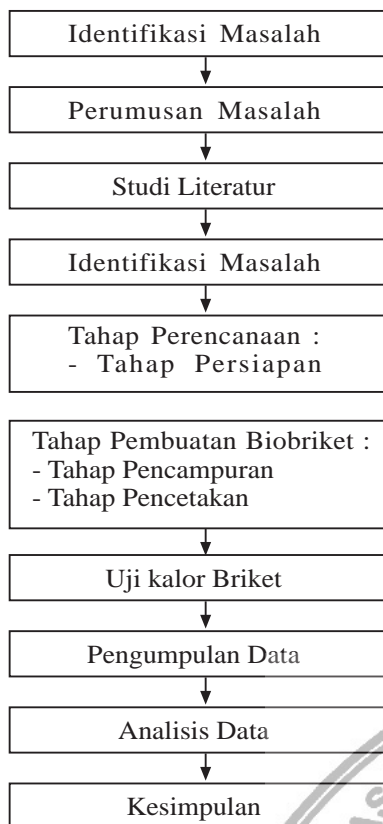 Identifikasi Masalah
Perumusan Masalah
Studi Literatur
Identifikasi Masalah
Tahap Perencanaan :
- Tahap Persiapan
Tahap Pembuatan Biobriket :
- Tahap Pencampuran
- Tahap Pencetakan
Uji kalor Briket
Pengumpulan Data
Analisis Data
Kesimpulan